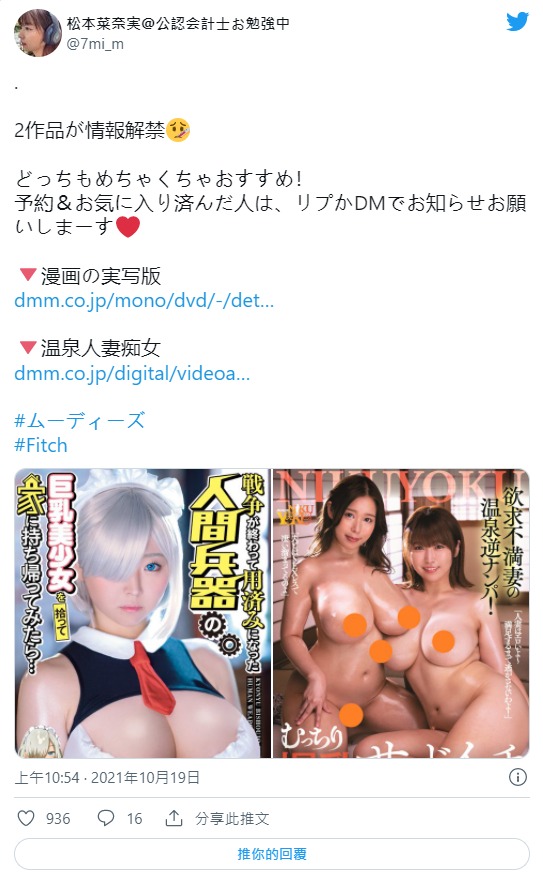 松本菜奈実@公認会計士お勉強中
@7mi_m
.
2作品が情報解禁🤒
どっちもめちゃくちゃおすすめ!
予約&お気に入り済んだ人は、リプかDMでお知らせお願
いしまーす❤️
🔻漫画の実写版
dmm.co.jp/mono/dvd/-/det...
🔻温泉人妻痴女
dmm.co.jp/digital/videoa...
#ムーディーズ
#Fitch
戦争が終わって用済みになった
人間兵器の
巨乳美少女を拾って
家に持ち帰ってみたら…
KYONYU BISHOUJO
NIKUYOKU
欲求不満妻の
温泉逆ナンパ!
むっちり
上午10:54 · 2021年10月19日
936
16
分享此推文
推你的回覆